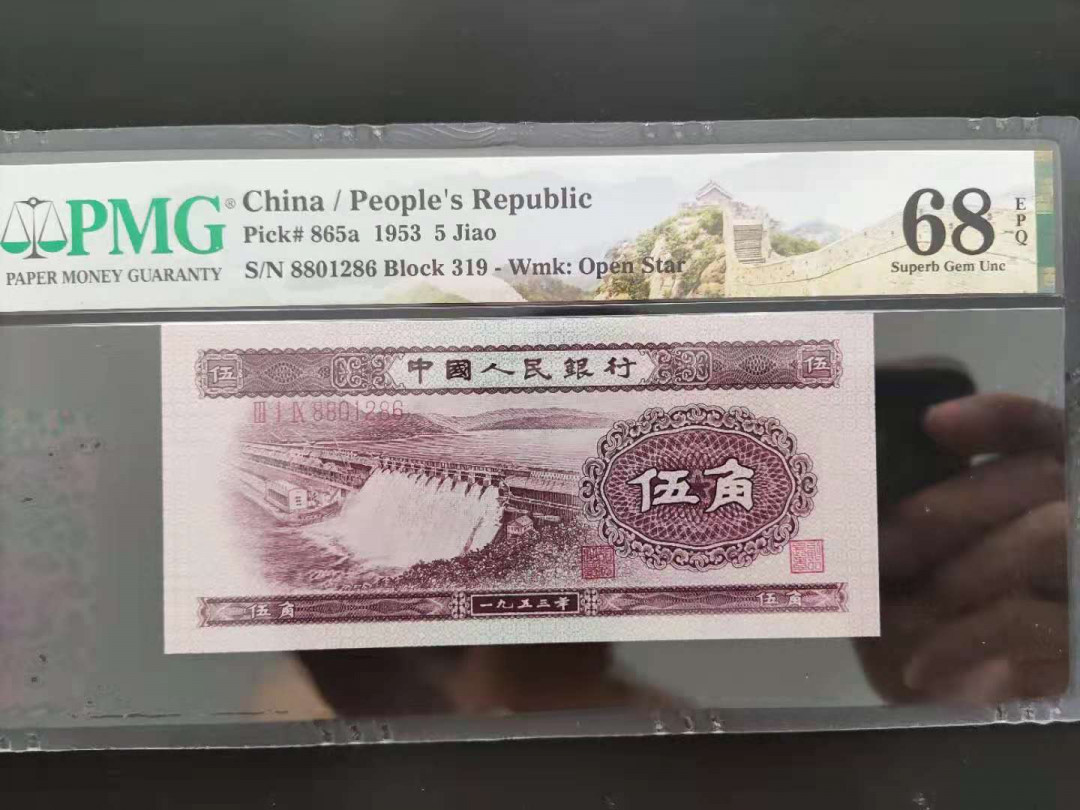 PMG®
PAPER MONEY GUARANTY
China / People's Republic
Pick# 865a 1953 5 Jiao
S/N 8801286 Block 319 - Wmk: Open Star
68
EPQ
Superb Gem Unc
伍 中國人民銀行 伍
III I IX 8801286
伍角
伍角 一九五三年 伍角